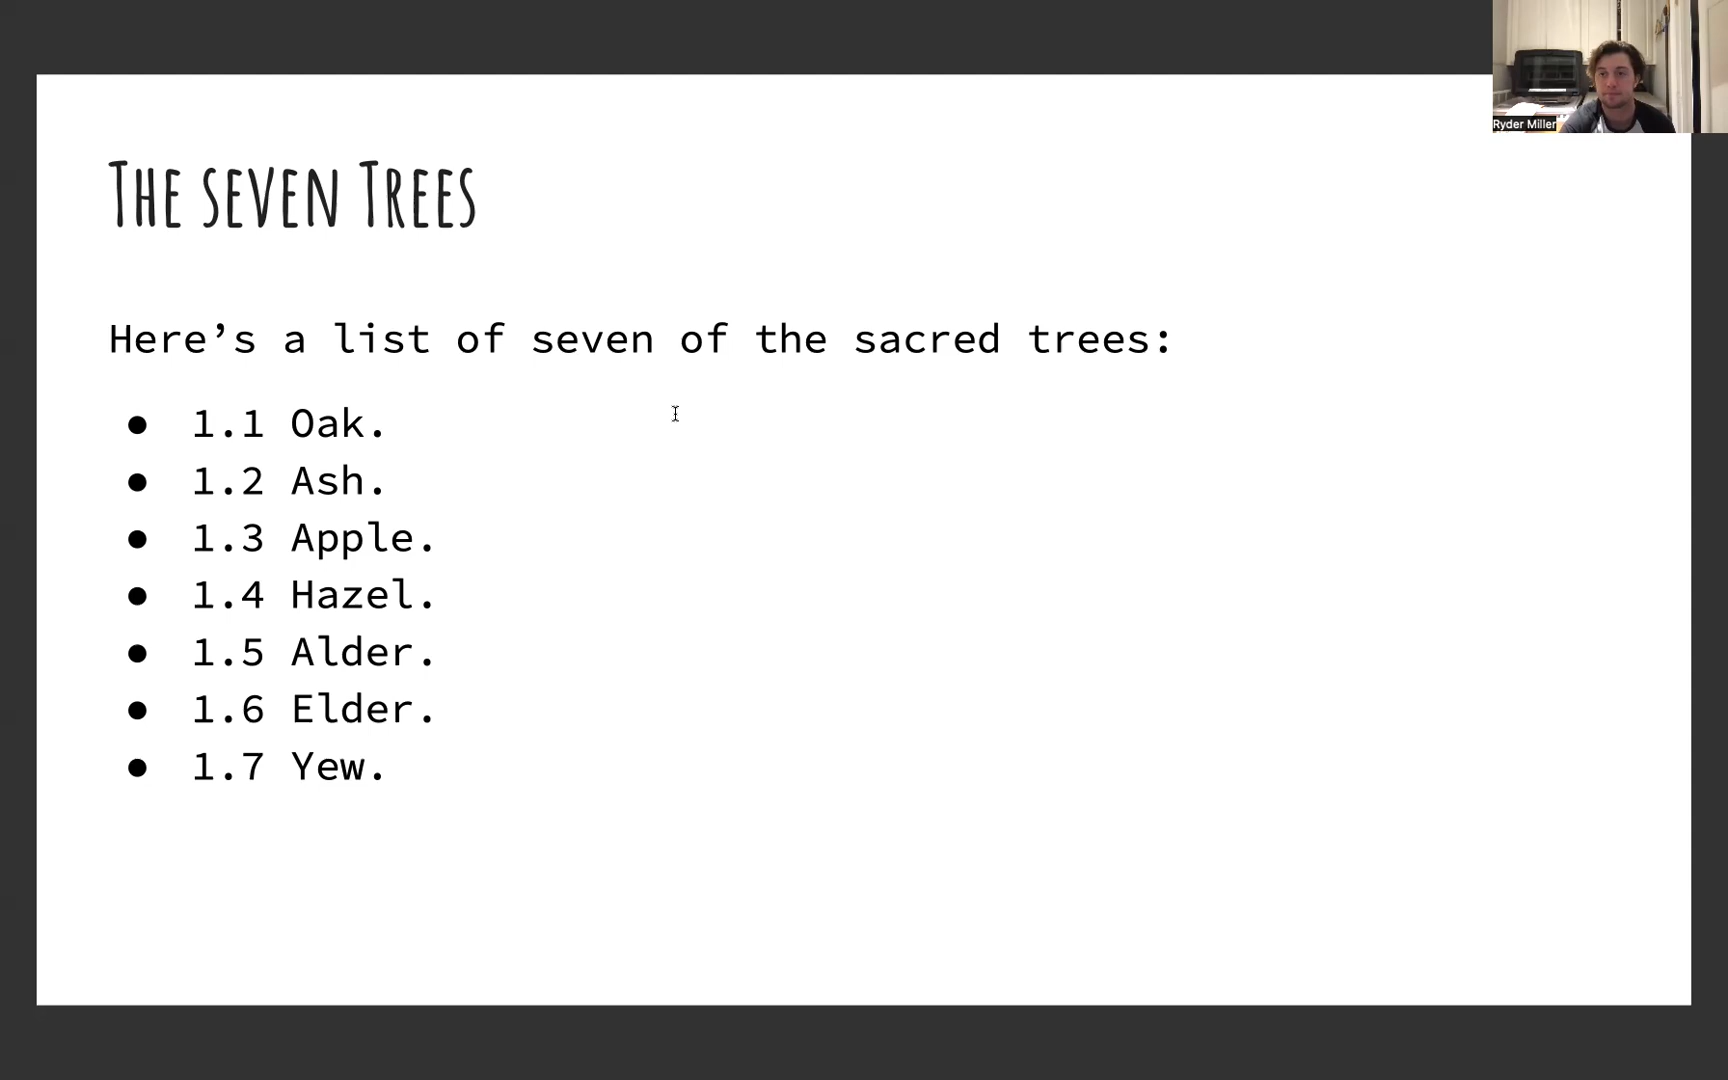 Ryder Miller
The seven Trees
Here’s a list of seven of the sacred trees:
● 1.1 Oak.
● 1.2 Ash.
● 1.3 Apple.
● 1.4 Hazel.
● 1.5 Alder.
● 1.6 Elder.
● 1.7 Yew.